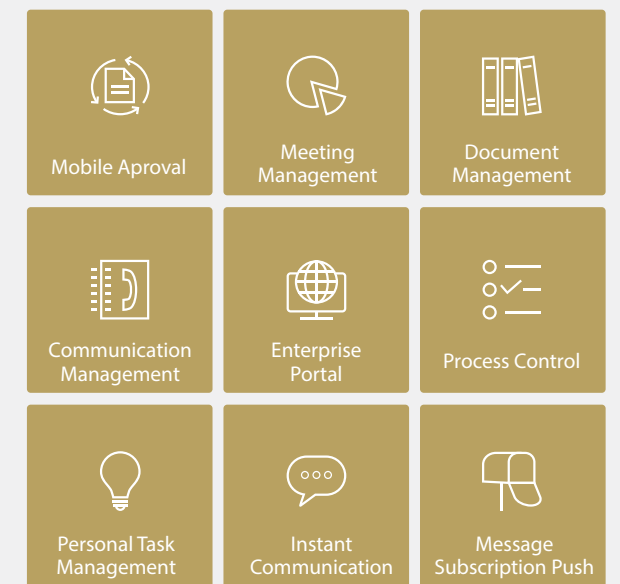 Mobile Aproval
Meeting
Management
Document
Management
Communication
Management
Enterprise
Portal
Process Control
Personal Task
Management
Instant
Communication
Message
Subscription Push